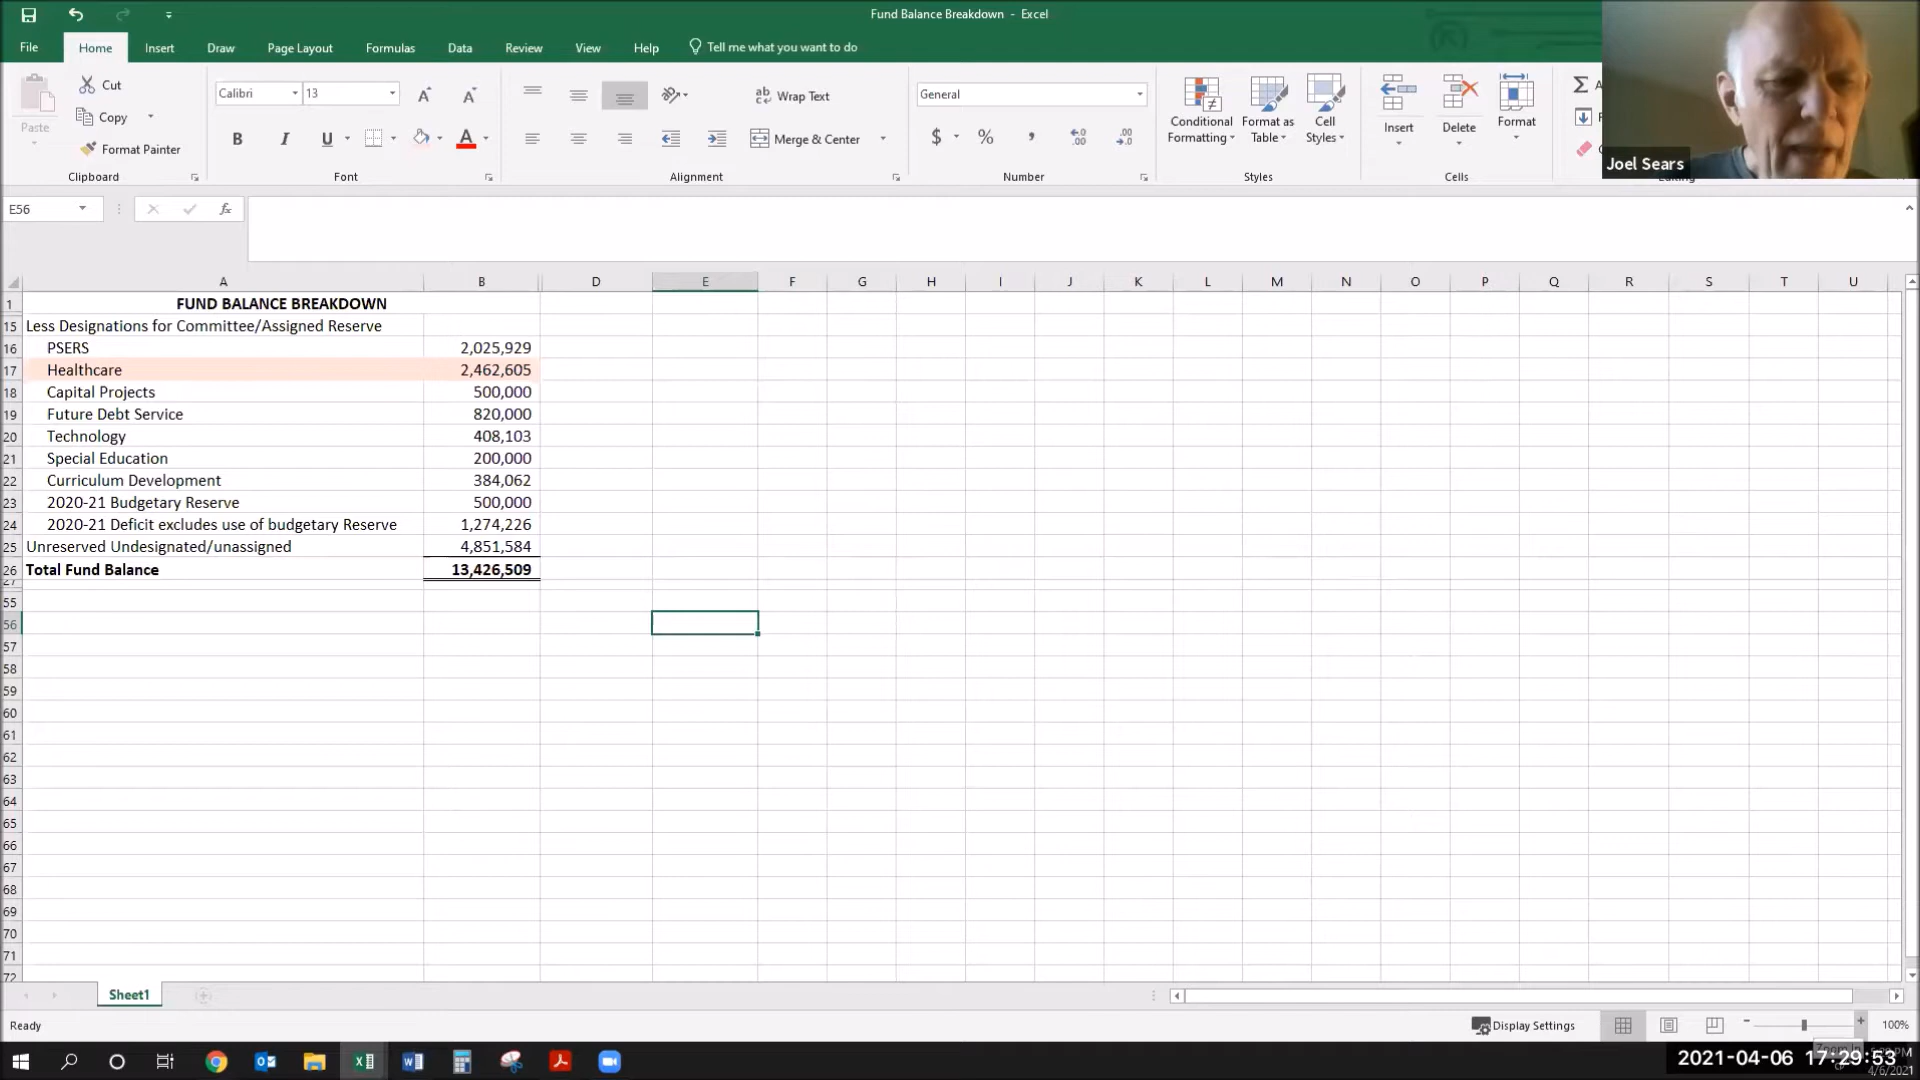 Fund Balance Breakdown - Excel
File Home Insert Draw Page Layout Formulas Data Review View Help Tell me what you want to do
Paste
Cut
Copy
Format Painter
Clipboard
Calibri 13
A A
B I U A
Font
ab Wrap Text
Merge & Center
Alignment
General
$ % , .00
Number
Conditional Formatting
Format as Table
Cell Styles
Styles
Insert Delete Format
Cells
Joel Sears
E56 fx
A B D E F G H I J K L M N O P Q R S T U
1 FUND BALANCE BREAKDOWN
15 Less Designations for Committee/Assigned Reserve
16 PSERS 2,025,929
17 Healthcare 2,462,605
18 Capital Projects 500,000
19 Future Debt Service 820,000
20 Technology 408,103
21 Special Education 200,000
22 Curriculum Development 384,062
23 2020-21 Budgetary Reserve 500,000
24 2020-21 Deficit excludes use of budgetary Reserve 1,274,226
25 Unreserved Undesignated/unassigned 4,851,584
26 Total Fund Balance 13,426,509
27
55
56
57
58
59
60
61
62
63
64
65
66
67
68
69
70
71
72
Sheet1
Ready Display Settings 100%
2021-04-06 17:29:53
4/6/2021